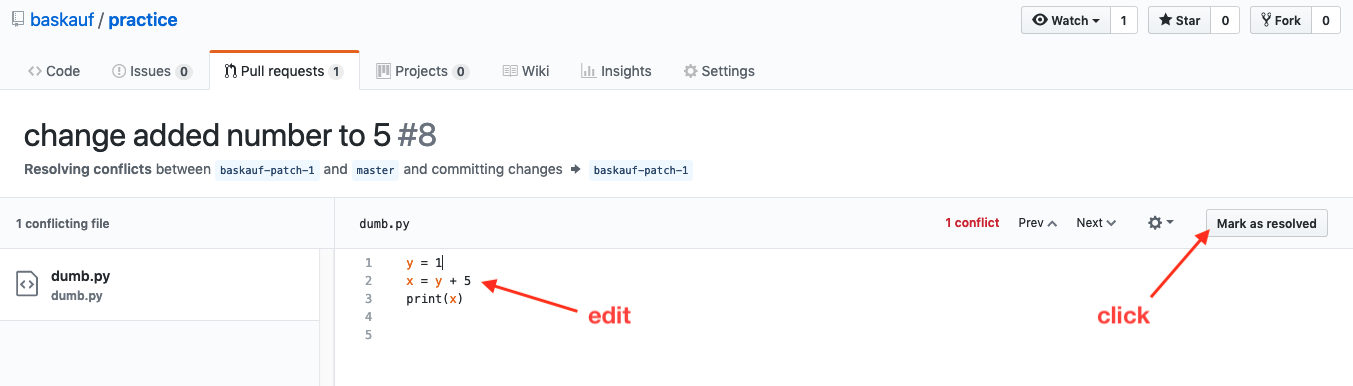 baskauf / practice
Watch 1 Star 0 Fork 0
Code Issues 0 Pull requests 1 Projects 0 Wiki Insights Settings
change added number to 5 #8
Resolving conflicts between baskauf-patch-1 and master and committing changes → baskauf-patch-1
1 conflicting file
dumb.py 1 conflict Prev Next Mark as resolved
dumb.py
dumb.py
1 y = 1
2 x = y + 5
3 print(x)
4
5
edit
click